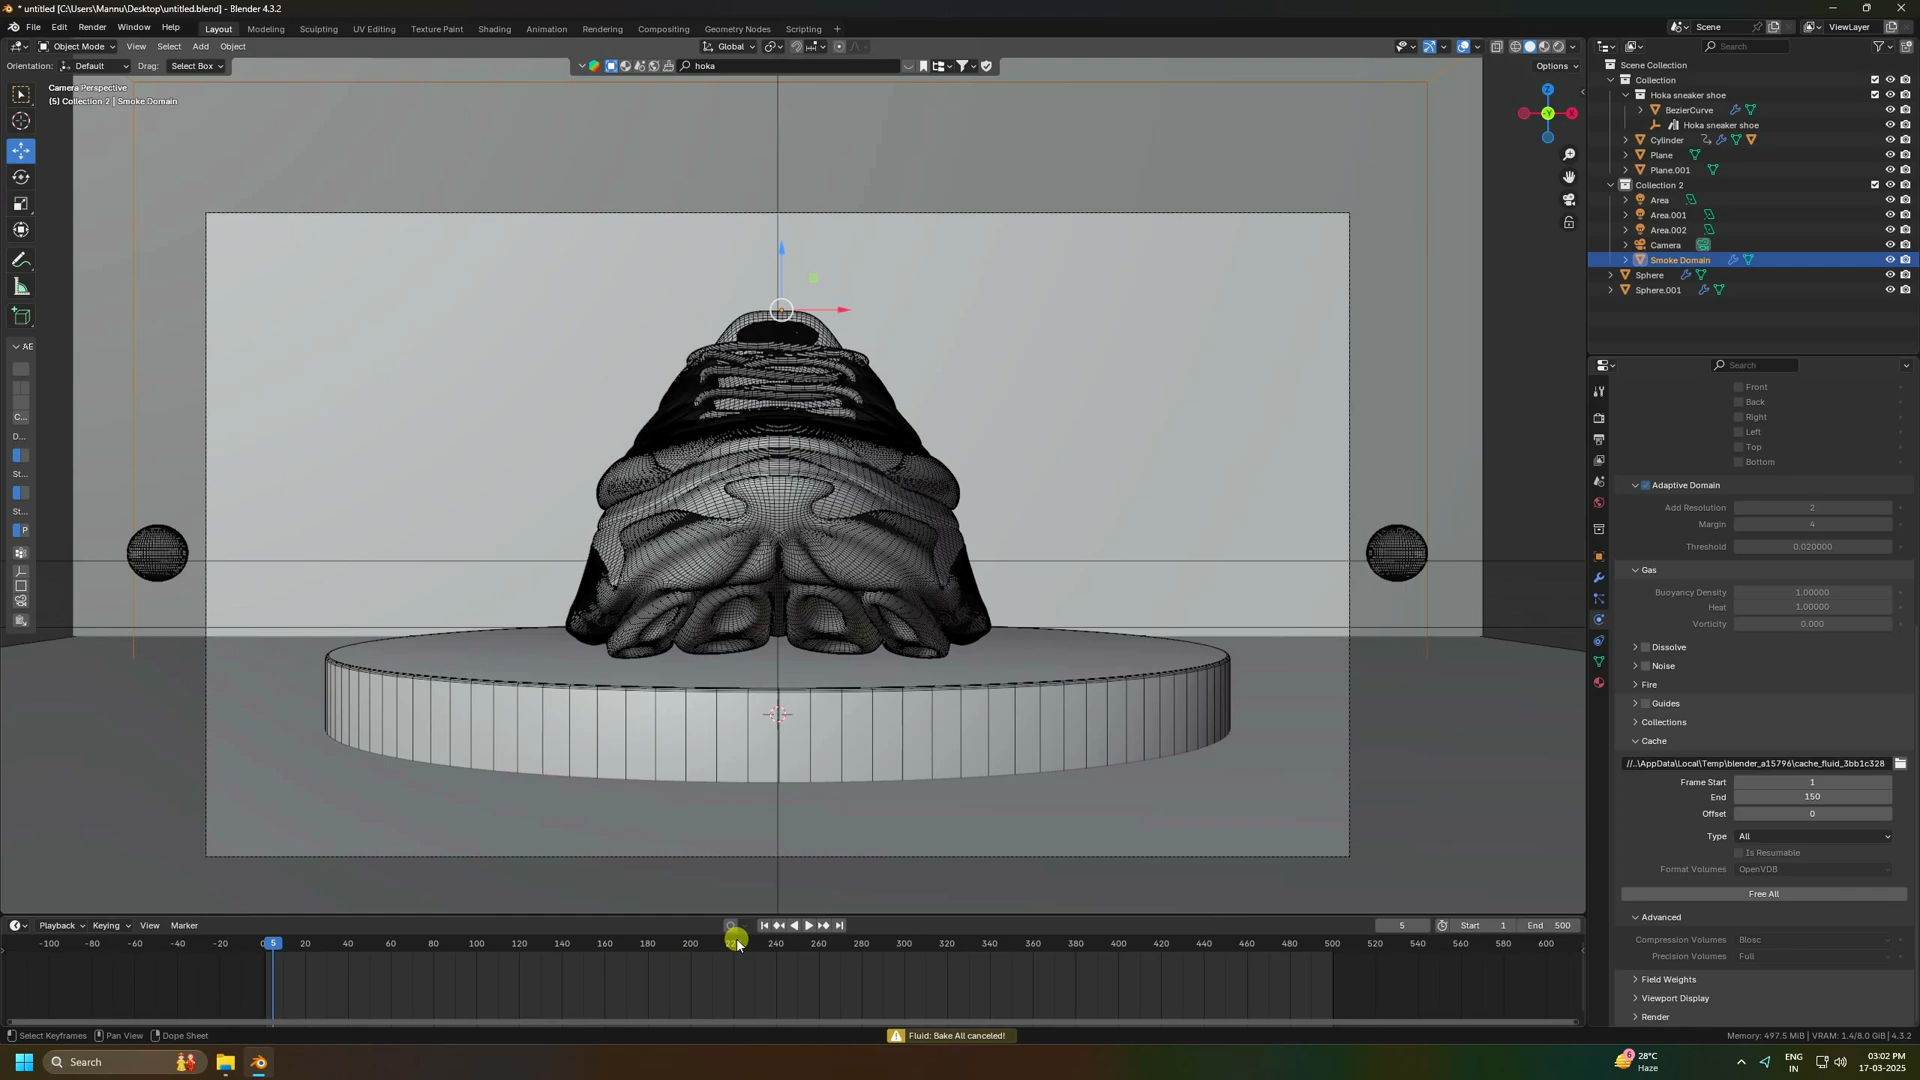 * untitled [C:\Users\Mannu\Desktop\untitled.blend] - Blender 4.3.2
File Edit Render Window Help Layout Modeling Sculpting UV Editing Texture Paint Shading Animation Rendering Compositing Geometry Nodes Scripting + Scene ViewLayer
Object Mode View Select Add Object Global Search
Orientation: Default Drag: Select Box hoka Options
Camera Perspective
(5) Collection 2 | Smoke Domain
Z
X
-Y
AE
C...
D...
St...
St...
P
Scene Collection
Collection
Hoka sneaker shoe
BezierCurve
Hoka sneaker shoe
Cylinder
Plane
Plane.001
Collection 2
Area
Area.001
Area.002
Camera
Smoke Domain
Sphere
Sphere.001
Search
Front
Back
Right
Left
Top
Bottom
Adaptive Domain
Add Resolution 2
Margin 4
Threshold 0.020000
Gas
Buoyancy Density 1.00000
Heat 1.00000
Vorticity 0.000
Dissolve
Noise
Fire
Guides
Collections
Cache
//..\AppData\Local\Temp\blender_a15796\cache_fluid_3bb1c328
Frame Start 1
End 150
Offset 0
Type All
Is Resumable
Format Volumes OpenVDB
Free All
Advanced
Compression Volumes Blosc
Precision Volumes Full
Field Weights
Viewport Display
Render
Playback Keying View Marker 5 Start 1 End 500
-100 -80 -60 -40 -20 5 20 40 60 80 100 120 140 160 180 200 240 260 280 300 320 340 360 380 400 420 440 460 480 500 520 540 560 580 600
Select Keyframes Pan View Dope Sheet Fluid: Bake All canceled! Memory: 497.5 MiB | VRAM: 1.4/8.0 GiB | 4.3.2
Search 6 28°C Haze ENG IN 03:02 PM 17-03-2025